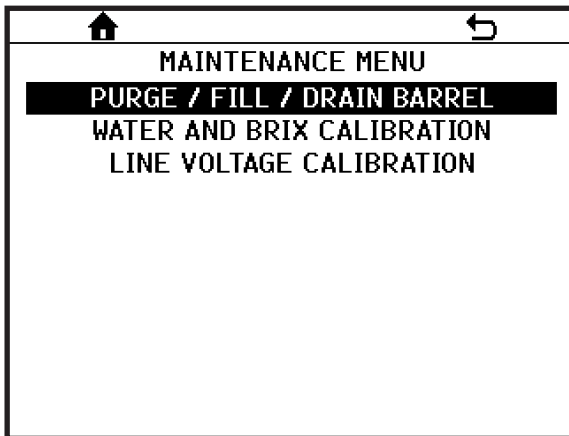 MAINTENANCE MENU
PURGE / FILL / DRAIN BARREL
WATER AND BRIX CALIBRATION
LINE VOLTAGE CALIBRATION